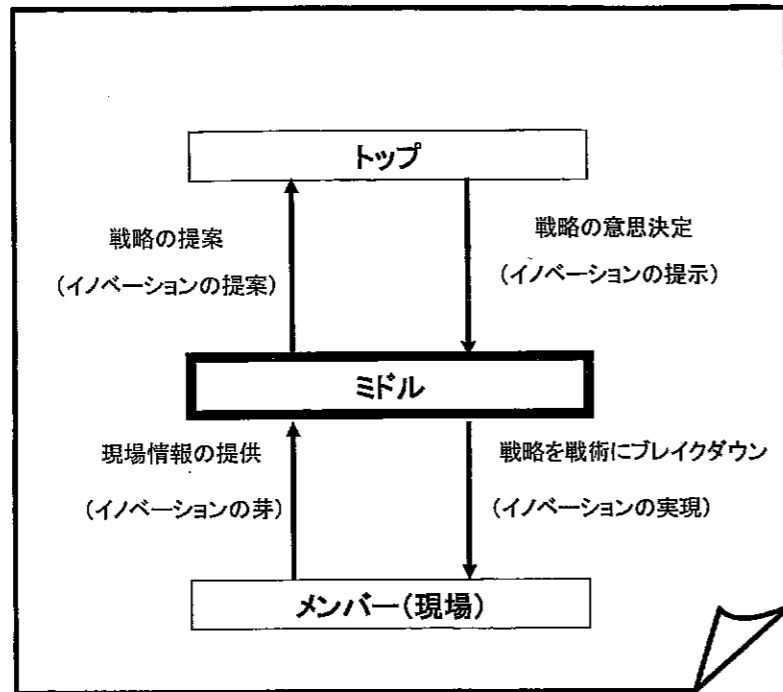 トップ
戦略の提案
(イノベーションの提案)
戦略の意思決定
(イノベーションの提示)
ミドル
現場情報の提供
(イノベーションの芽)
戦略を戦術にブレイクダウン
(イノベーションの実現)
メンバー(現場)